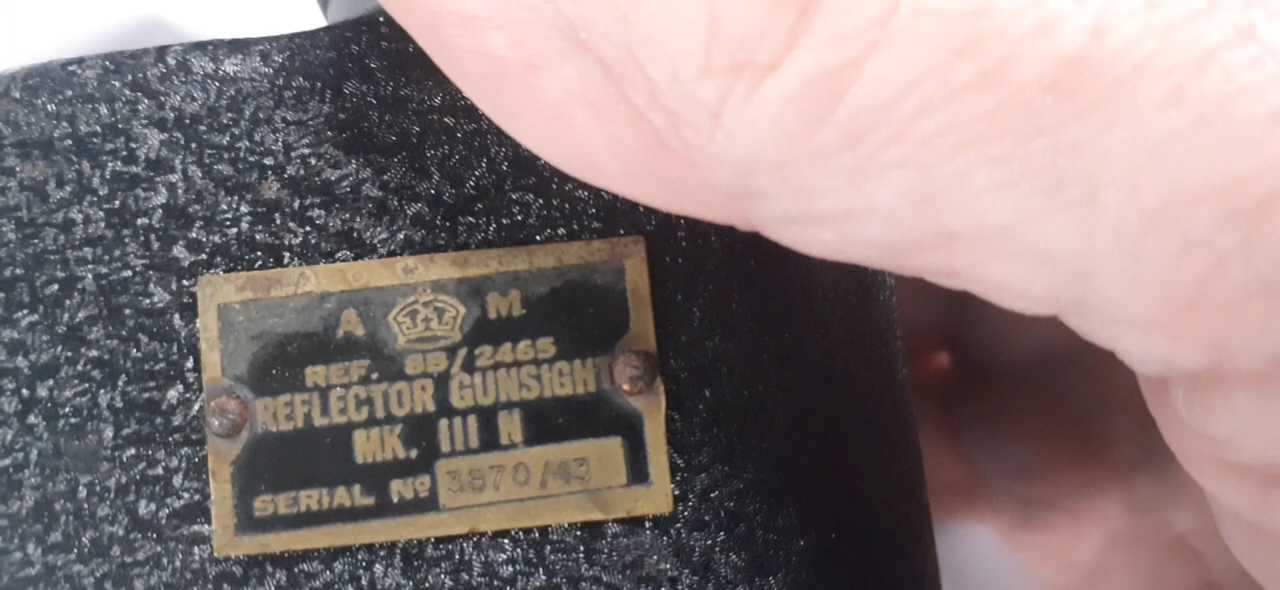 A M
REF. 8B/2465
REFLECTOR GUNSIGHT
MK. III N
SERIAL Nº 3870/43